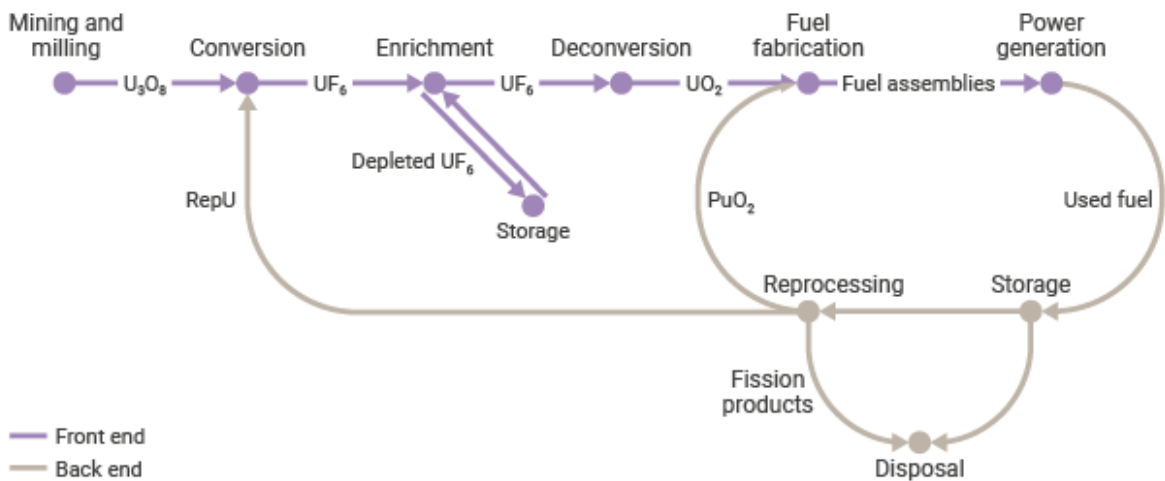 Mining and
milling
Conversion
Enrichment
Deconversion
Fuel
fabrication
Power
generation
U₃O₈
UF₆
UF₆
UO₂
Fuel assemblies
Depleted UF₆
RepU
PuO₂
Used fuel
Storage
Reprocessing
Storage
Fission
products
Front end
Back end
Disposal